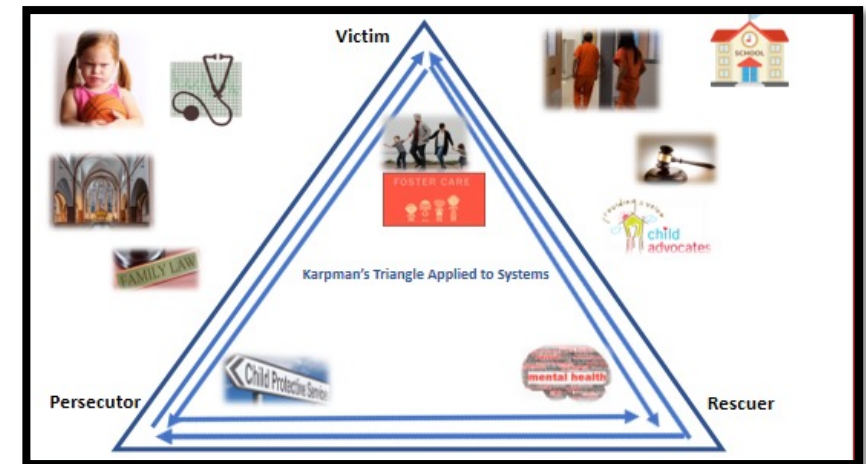 Victim
SCHOOL
FOSTER CARE
child
advocates
FAMILY LAW
Karpman's Triangle Applied to Systems
Child Protective Services
mental health
Persecutor
Rescuer